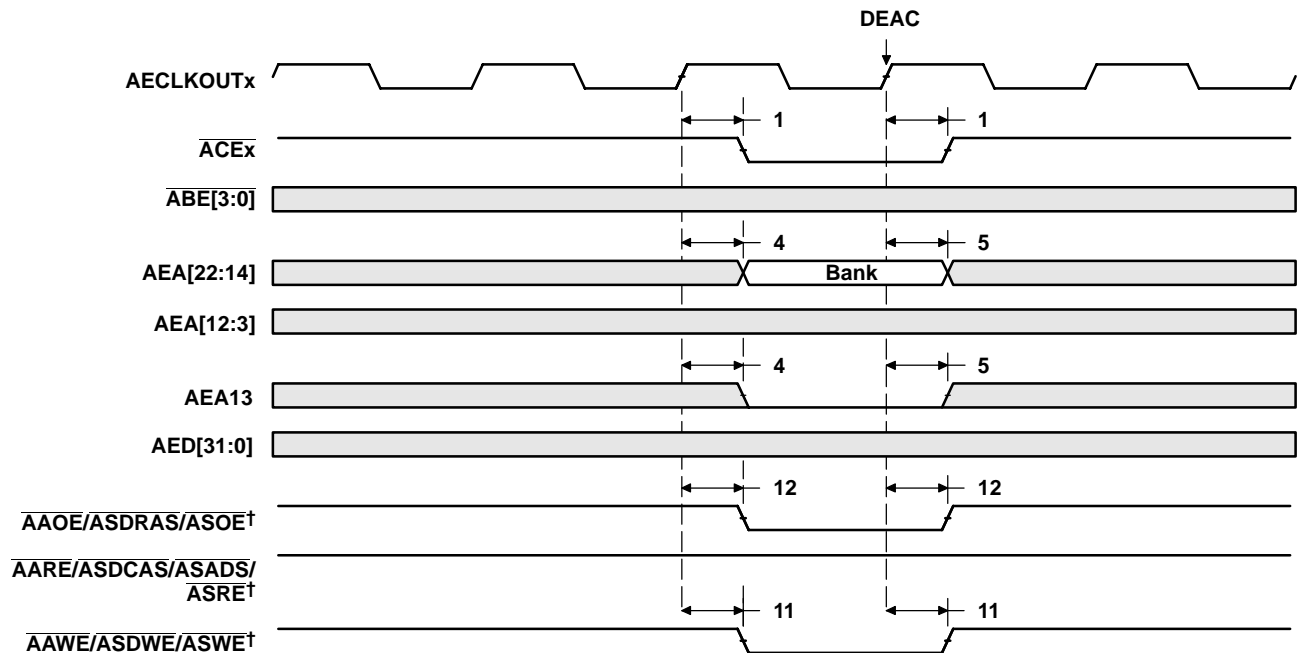 DEAC
AECLKOUTx
1 1
ACEx
ABE[3:0]
4 5
AEA[22:14] Bank
AEA[12:3]
4 5
AEA13
AED[31:0]
12 12
AAOE/ASDRAS/ASOE†
AARE/ASDCAS/ASADS/
ASRE†
11 11
AAWE/ASDWE/ASWE†